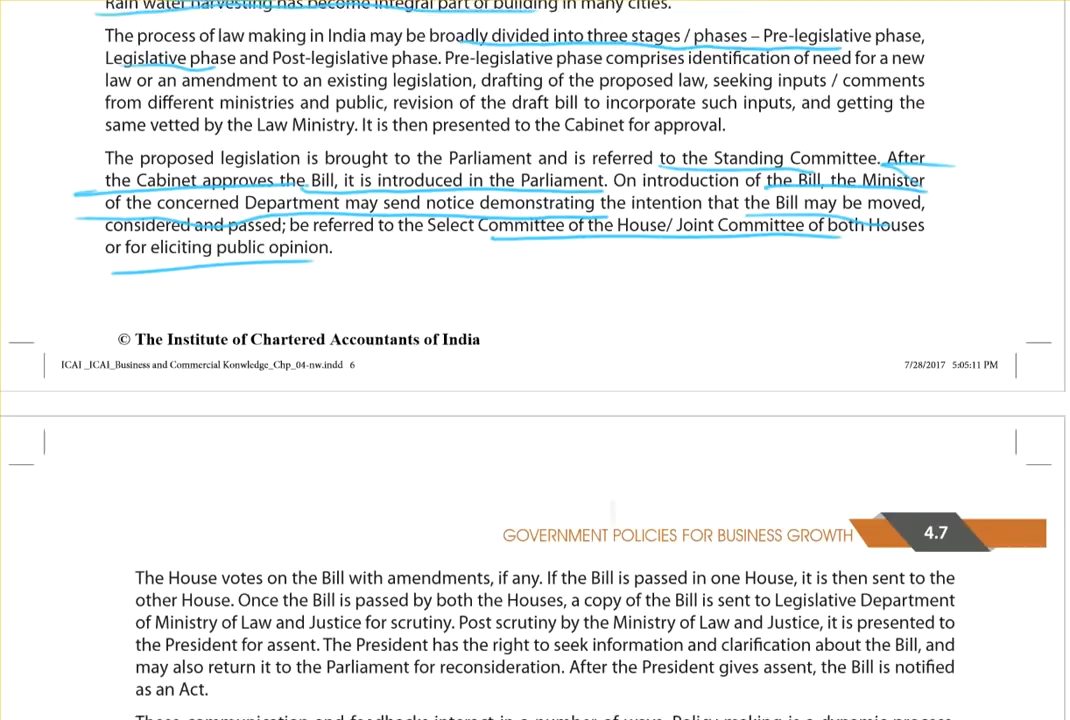 Rain water harvesting has become integral part of building in many cities.
The process of law making in India may be broadly divided into three stages / phases – Pre-legislative phase,
Legislative phase and Post-legislative phase. Pre-legislative phase comprises identification of need for a new
law or an amendment to an existing legislation, drafting of the proposed law, seeking inputs / comments
from different ministries and public, revision of the draft bill to incorporate such inputs, and getting the
same vetted by the Law Ministry. It is then presented to the Cabinet for approval.
The proposed legislation is brought to the Parliament and is referred to the Standing Committee. After
the Cabinet approves the Bill, it is introduced in the Parliament. On introduction of the Bill, the Minister
of the concerned Department may send notice demonstrating the intention that the Bill may be moved,
considered and passed; be referred to the Select Committee of the House/ Joint Committee of both Houses
or for eliciting public opinion.
© The Institute of Chartered Accountants of India
ICAI _ICAI_Business and Commercial Konwledge_Chp_04-nw.indd 6
7/28/2017 5:05:11 PM
GOVERNMENT POLICIES FOR BUSINESS GROWTH
4.7
The House votes on the Bill with amendments, if any. If the Bill is passed in one House, it is then sent to the
other House. Once the Bill is passed by both the Houses, a copy of the Bill is sent to Legislative Department
of Ministry of Law and Justice for scrutiny. Post scrutiny by the Ministry of Law and Justice, it is presented to
the President for assent. The President has the right to seek information and clarification about the Bill, and
may also return it to the Parliament for reconsideration. After the President gives assent, the Bill is notified
as an Act.